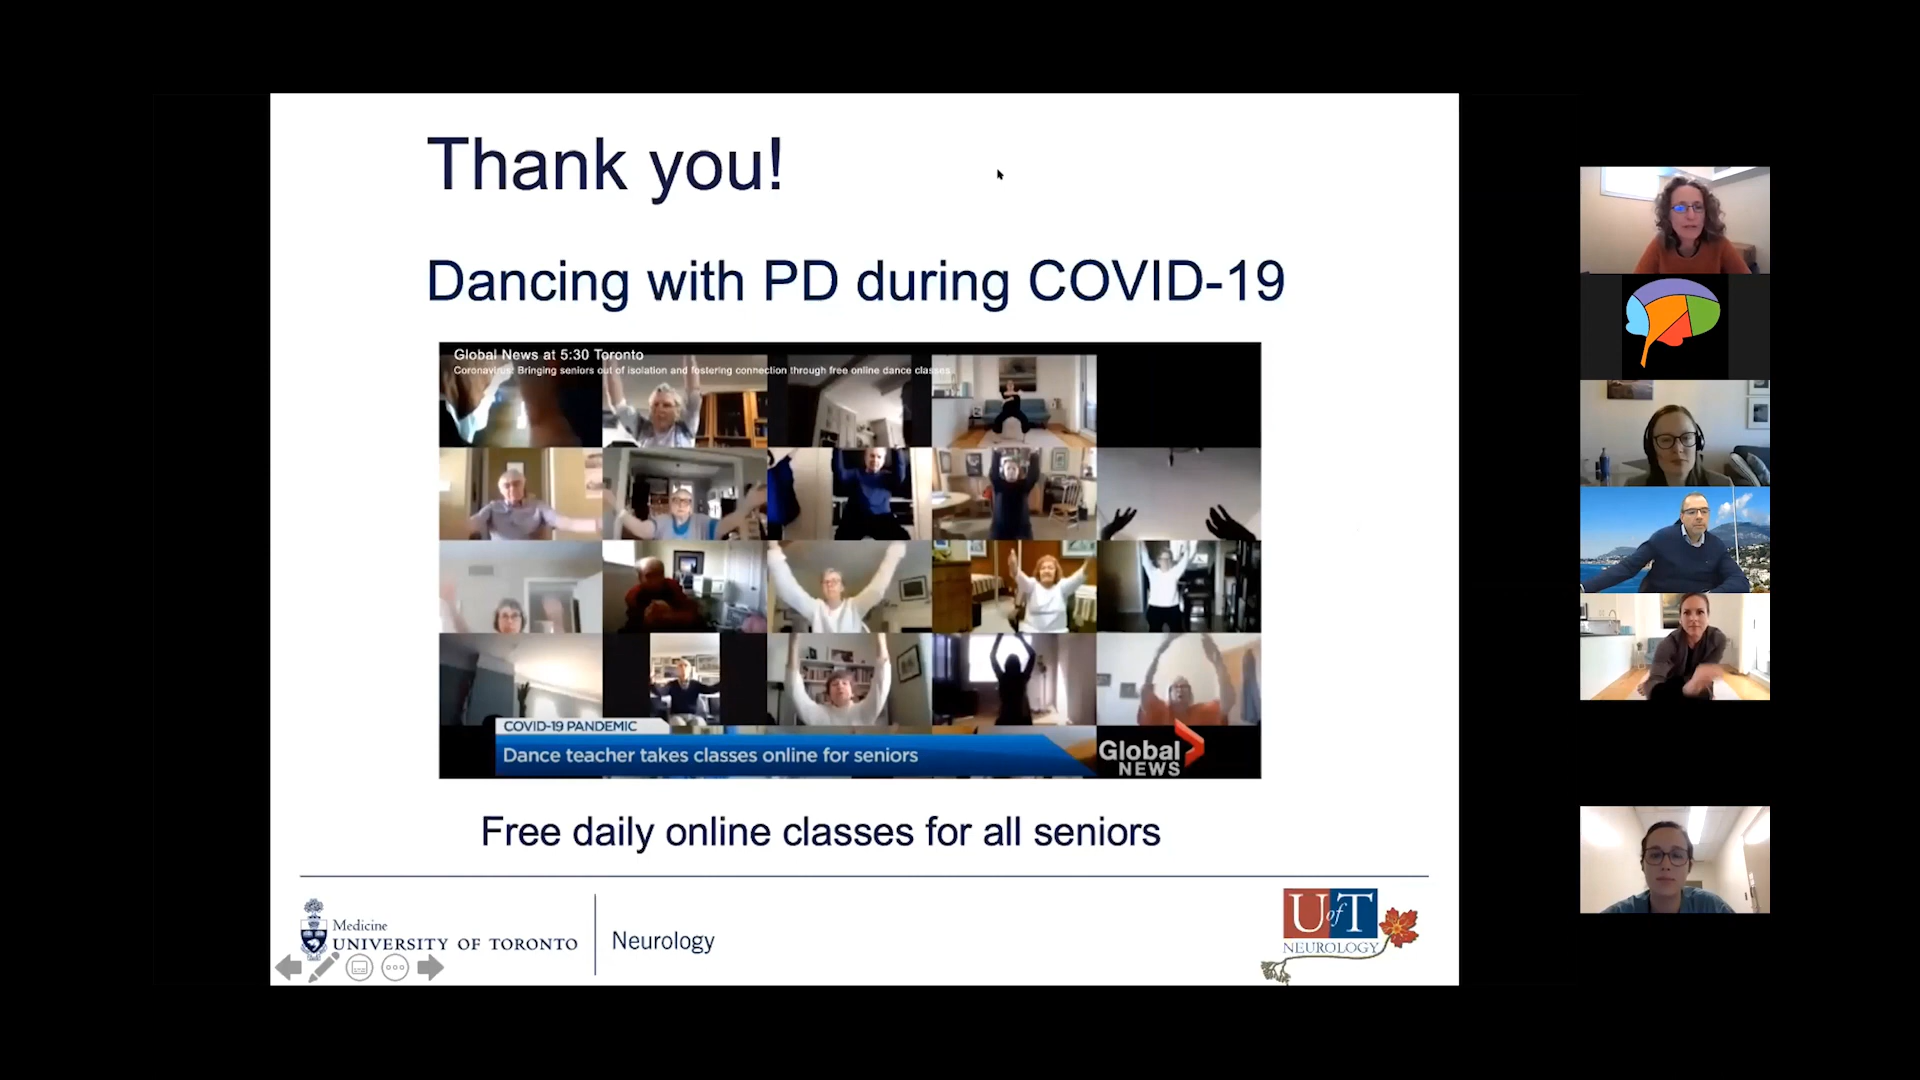 Thank you!
Dancing with PD during COVID-19
Global News at 5:30 Toronto
Coronavirus: Bringing seniors out of isolation and fostering connection through free online dance classes
COVID-19 PANDEMIC
Dance teacher takes classes online for seniors
Global
NEWS
Free daily online classes for all seniors
Medicine
UNIVERSITY OF TORONTO
Neurology
UofT
NEUROLOGY